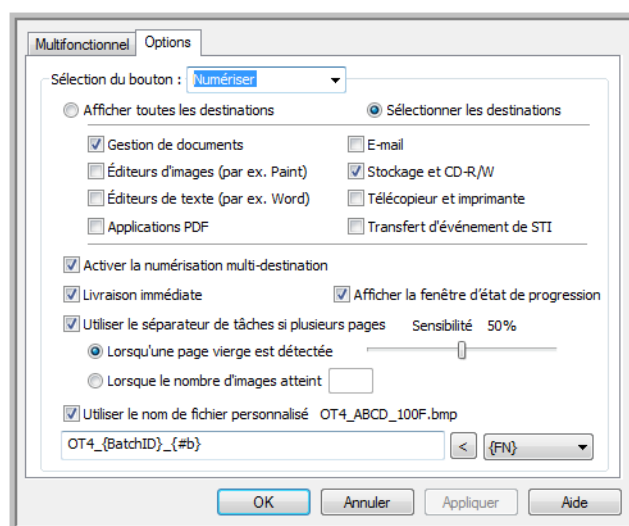 Multifonctionnel Options
Sélection du bouton : Numériser
Afficher toutes les destinations Sélectionner les destinations
Gestion de documents E-mail
Éditeurs d'images (par ex. Paint) Stockage et CD-R/W
Éditeurs de texte (par ex. Word) Télécopieur et imprimante
Applications PDF Transfert d'événement de STI
Activer la numérisation multi-destination
Livraison immédiate Afficher la fenêtre d'état de progression
Utiliser le séparateur de tâches si plusieurs pages Sensibilité 50%
Lorsqu'une page vierge est détectée
Lorsque le nombre d'images atteint
Utiliser le nom de fichier personnalisé OT4_ABCD_100F.bmp
OT4_{BatchID}_{#b} < {FN}
OK Annuler Appliquer Aide